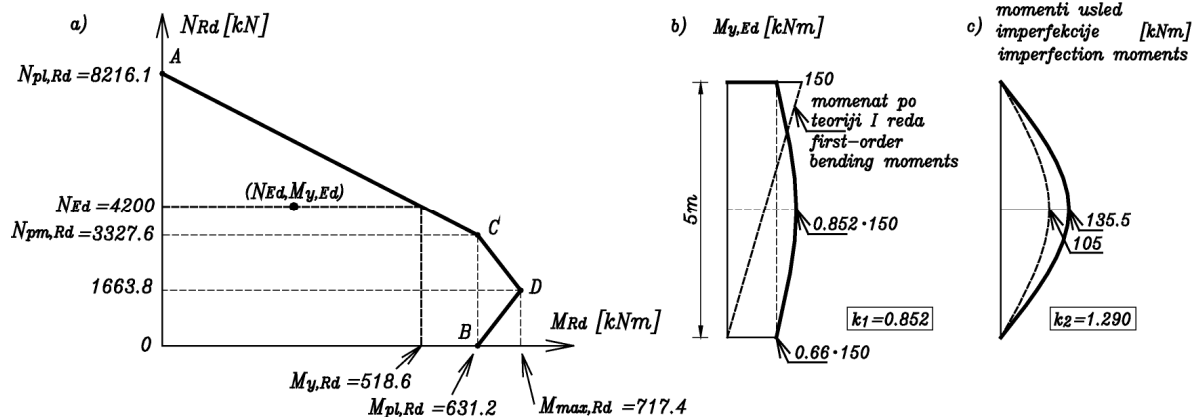 a)
NRd [kN]
A
Npl,Rd =8216.1
(NEd,My,Ed)
NEd =4200
Npm,Rd =3327.6
C
1663.8
D
B
MRd [kNm]
0
My,Rd =518.6
Mpl,Rd =631.2
Mmax,Rd =717.4
b) My,Ed [kNm]
150
momenat po
teoriji I reda
first-order
bending moments
5m
0.852·150
k1=0.852
0.66·150
c)
momenti usled
imperfekcije [kNm]
imperfection moments
135.5
105
k2=1.290